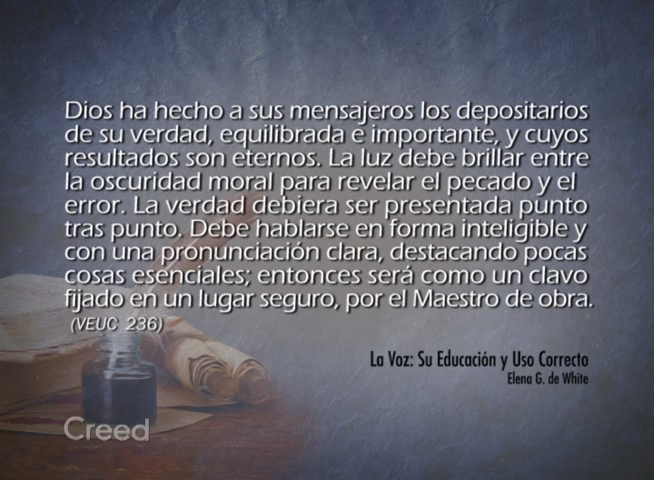 Dios ha hecho a sus mensajeros los depositarios
de su verdad, equilibrada e importante, y cuyos
resultados son eternos. La luz debe brillar entre
la oscuridad moral para revelar el pecado y el
error. La verdad debiera ser presentada punto
tras punto. Debe hablarse en forma inteligible y
con una pronunciación clara, destacando pocas
cosas esenciales; entonces será como un clavo
fijado en un lugar seguro, por el Maestro de obra.
(VEUC 236)
La Voz: Su Educación y Uso Correcto
Elena G. de White
Creed